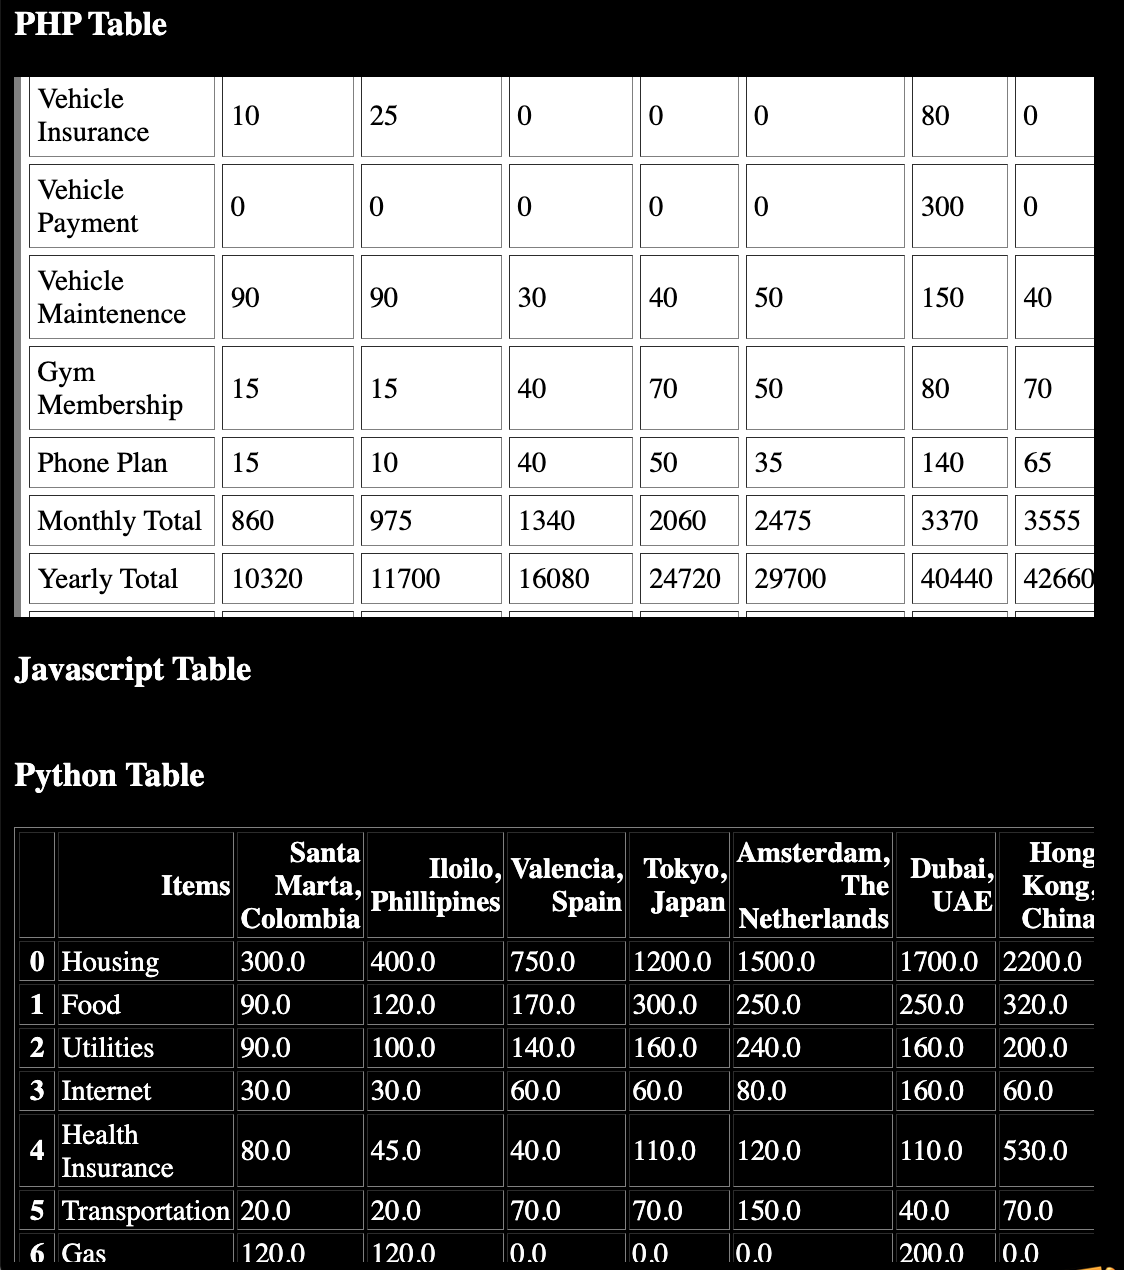 PHP Table
Vehicle Insurance 10 25 0 0 0 80 0
Vehicle Payment 0 0 0 0 0 300 0
Vehicle Maintenence 90 90 30 40 50 150 40
Gym Membership 15 15 40 70 50 80 70
Phone Plan 15 10 40 50 35 140 65
Monthly Total 860 975 1340 2060 2475 3370 3555
Yearly Total 10320 11700 16080 24720 29700 40440 42660
Javascript Table
Python Table
Items Santa Marta, Colombia Iloilo, Phillipines Valencia, Spain Tokyo, Japan Amsterdam, The Netherlands Dubai, UAE Hong Kong, China
0 Housing 300.0 400.0 750.0 1200.0 1500.0 1700.0 2200.0
1 Food 90.0 120.0 170.0 300.0 250.0 250.0 320.0
2 Utilities 90.0 100.0 140.0 160.0 240.0 160.0 200.0
3 Internet 30.0 30.0 60.0 60.0 80.0 160.0 60.0
4 Health Insurance 80.0 45.0 40.0 110.0 120.0 110.0 530.0
5 Transportation 20.0 20.0 70.0 70.0 150.0 40.0 70.0
6 Gas 120.0 120.0 0.0 0.0 0.0 200.0 0.0